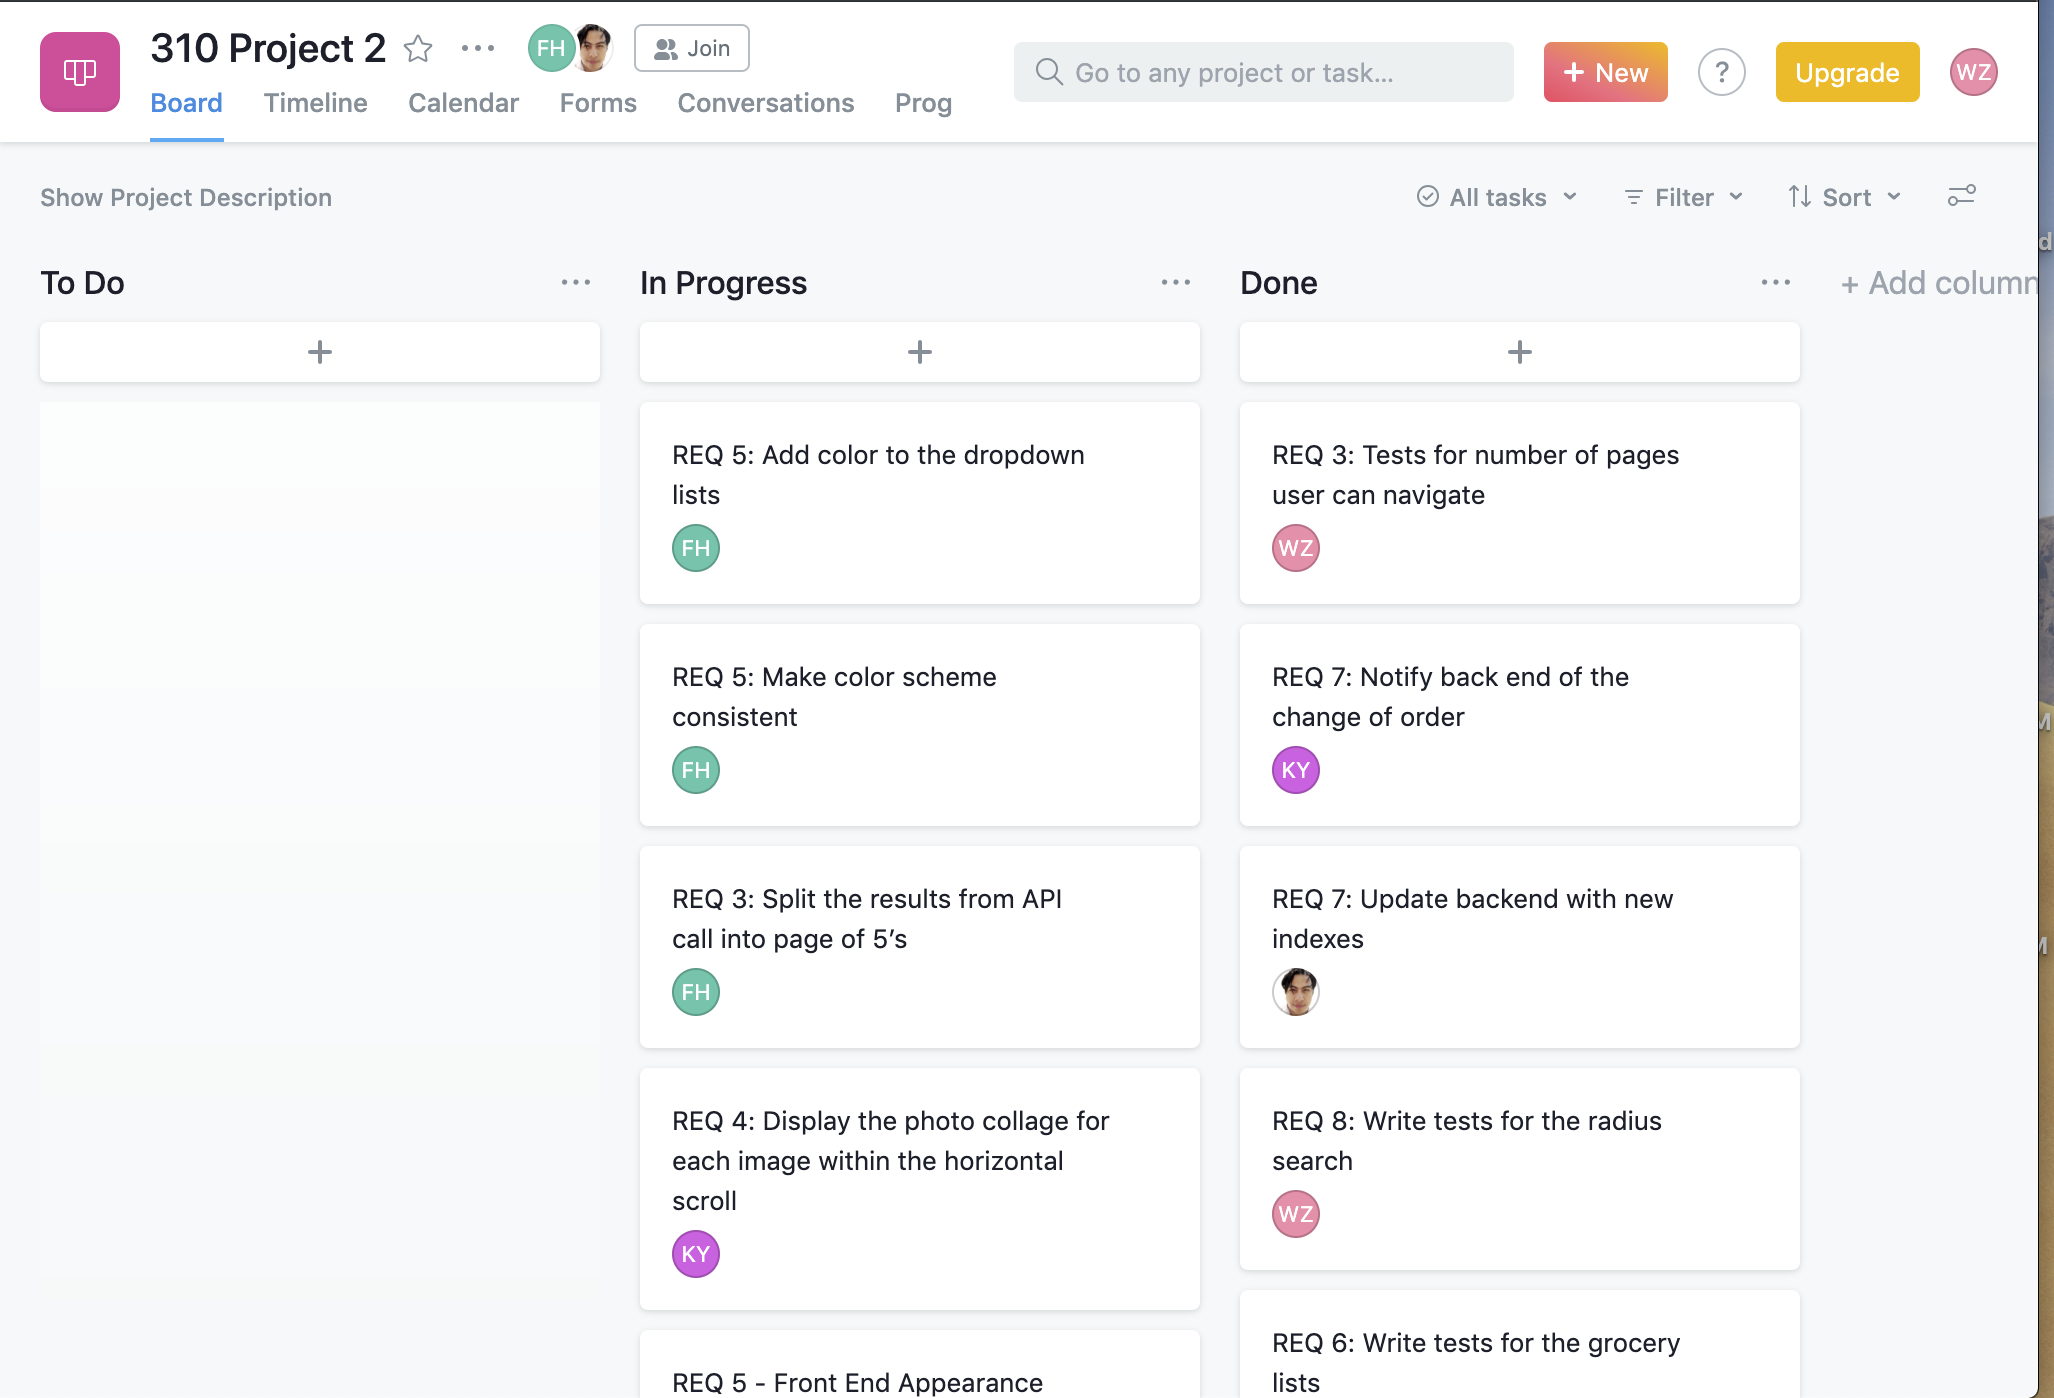 310 Project 2
FH
Join
Go to any project or task...
+ New
?
Upgrade
WZ
Board
Timeline
Calendar
Forms
Conversations
Prog
Show Project Description
All tasks
Filter
Sort
To Do
In Progress
Done
+ Add column
REQ 5: Add color to the dropdown
lists
FH
REQ 5: Make color scheme
consistent
FH
REQ 3: Split the results from API
call into page of 5’s
FH
REQ 4: Display the photo collage for
each image within the horizontal
scroll
KY
REQ 5 - Front End Appearance
REQ 3: Tests for number of pages
user can navigate
WZ
REQ 7: Notify back end of the
change of order
KY
REQ 7: Update backend with new
indexes
REQ 8: Write tests for the radius
search
WZ
REQ 6: Write tests for the grocery
lists